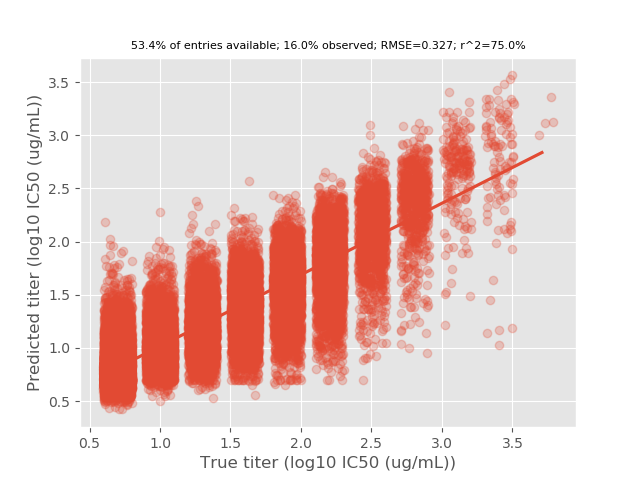 53.4% of entries available; 16.0% observed; RMSE=0.327; r^2=75.0%
Predicted titer (log10 IC50 (ug/mL))
3.5
3.0
2.5
2.0
1.5
1.0
0.5
0.5 1.0 1.5 2.0 2.5 3.0 3.5
True titer (log10 IC50 (ug/mL))